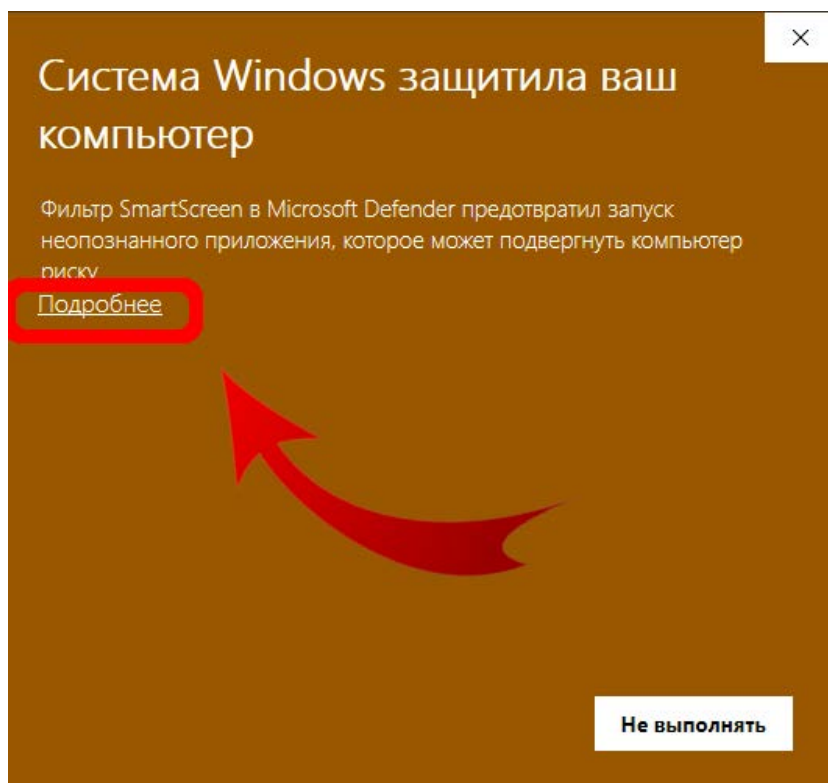 Система Windows защитила ваш
компьютер
Фильтр SmartScreen в Microsoft Defender предотвратил запуск
неопознанного приложения, которое может подвергнуть компьютер
риску
Подробнее
Не выполнять